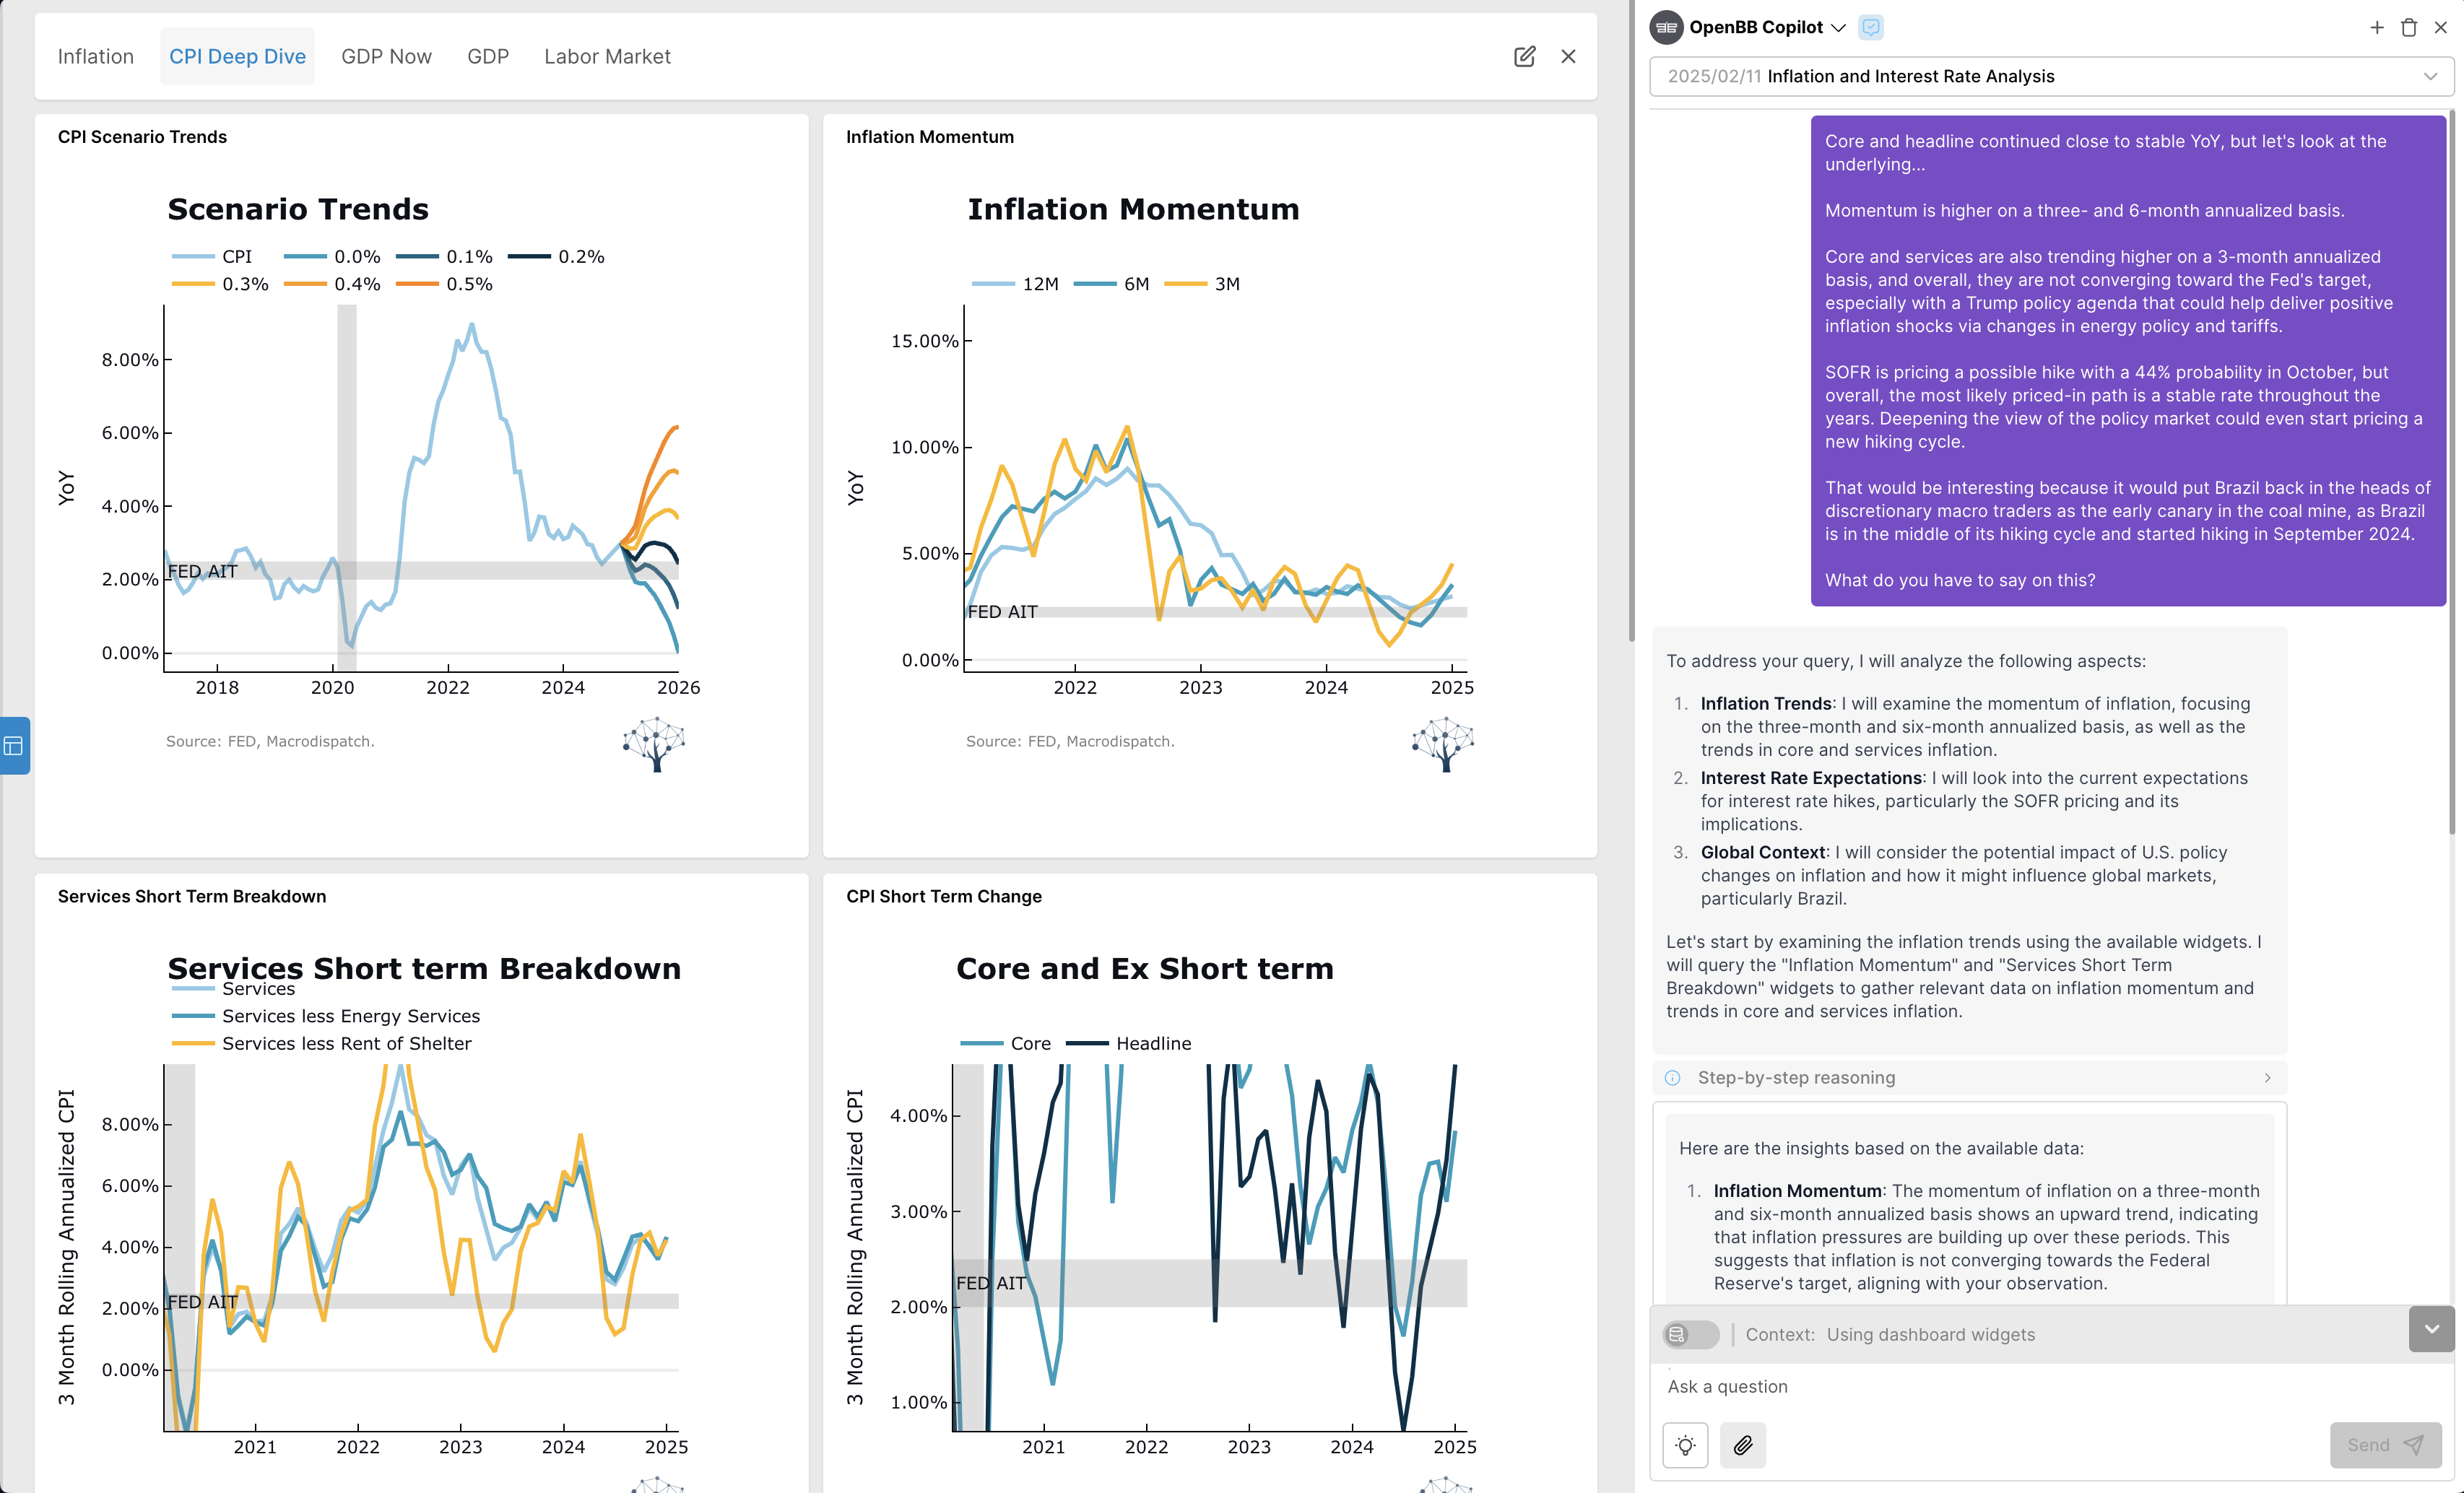 Inflation
CPI Deep Dive
GDP Now
GDP
Labor Market
CPI Scenario Trends
Scenario Trends
CPI
0.0%
0.1%
0.2%
0.3%
0.4%
0.5%
YoY
8.00%
6.00%
4.00%
2.00%
0.00%
FED AIT
2018
2020
2022
2024
2026
Source: FED, Macrodispatch.
Inflation Momentum
Inflation Momentum
12M
6M
3M
YoY
15.00%
10.00%
5.00%
0.00%
FED AIT
2022
2023
2024
2025
Source: FED, Macrodispatch.
Services Short Term Breakdown
Services Short term Breakdown
Services
Services less Energy Services
Services less Rent of Shelter
3 Month Rolling Annualized CPI
8.00%
6.00%
4.00%
2.00%
0.00%
FED AIT
2021
2022
2023
2024
2025
CPI Short Term Change
Core and Ex Short term
Core
Headline
3 Month Rolling Annualized CPI
4.00%
3.00%
2.00%
1.00%
FED AIT
2021
2022
2023
2024
2025
OpenBB Copilot
2025/02/11 Inflation and Interest Rate Analysis
Core and headline continued close to stable YoY, but let's look at the
underlying...
Momentum is higher on a three- and 6-month annualized basis.
Core and services are also trending higher on a 3-month annualized
basis, and overall, they are not converging toward the Fed's target,
especially with a Trump policy agenda that could help deliver positive
inflation shocks via changes in energy policy and tariffs.
SOFR is pricing a possible hike with a 44% probability in October, but
overall, the most likely priced-in path is a stable rate throughout the
years. Deepening the view of the policy market could even start pricing a
new hiking cycle.
That would be interesting because it would put Brazil back in the heads of
discretionary macro traders as the early canary in the coal mine, as Brazil
is in the middle of its hiking cycle and started hiking in September 2024.
What do you have to say on this?
To address your query, I will analyze the following aspects:
1. Inflation Trends: I will examine the momentum of inflation, focusing
on the three-month and six-month annualized basis, as well as the
trends in core and services inflation.
2. Interest Rate Expectations: I will look into the current expectations
for interest rate hikes, particularly the SOFR pricing and its
implications.
3. Global Context: I will consider the potential impact of U.S. policy
changes on inflation and how it might influence global markets,
particularly Brazil.
Let's start by examining the inflation trends using the available widgets. I
will query the "Inflation Momentum" and "Services Short Term
Breakdown" widgets to gather relevant data on inflation momentum and
trends in core and services inflation.
Step-by-step reasoning
Here are the insights based on the available data:
1. Inflation Momentum: The momentum of inflation on a three-month
and six-month annualized basis shows an upward trend, indicating
that inflation pressures are building up over these periods. This
suggests that inflation is not converging towards the Federal
Reserve's target, aligning with your observation.
Context: Using dashboard widgets
Ask a question
Send